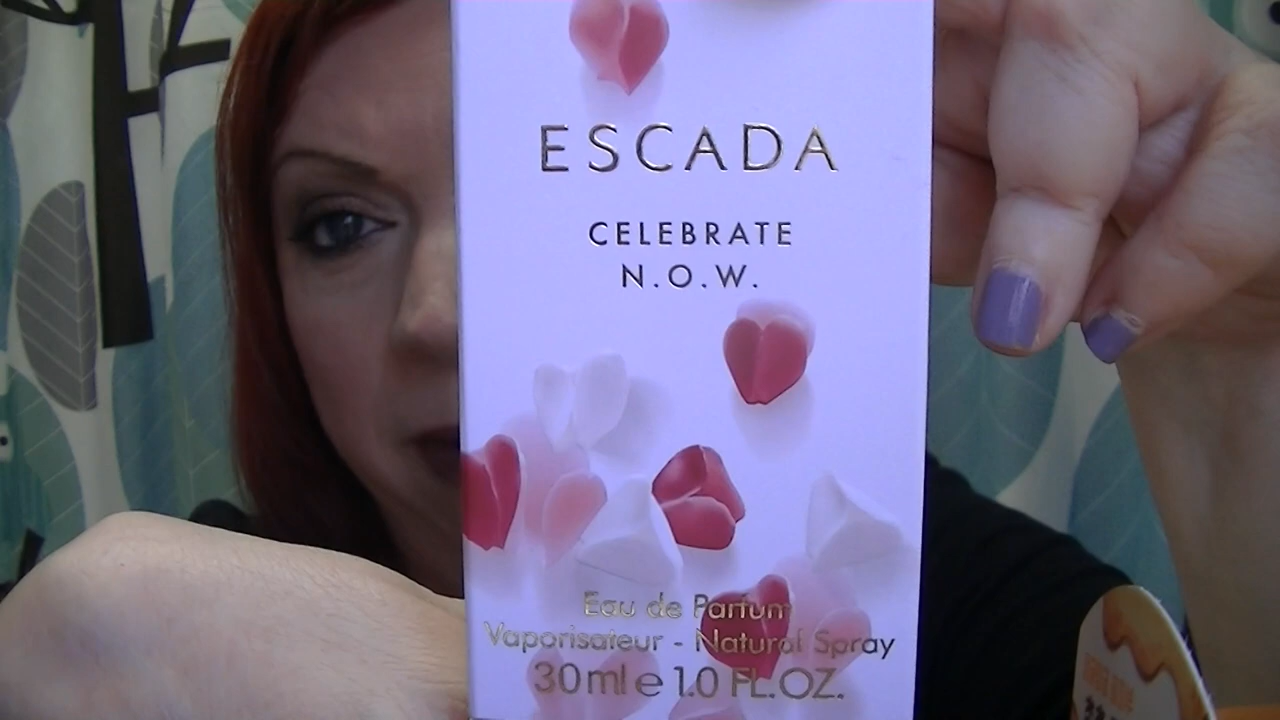 ESCADA
CELEBRATE
N.O.W.
Eau de Parfum
Vaporisateur - Natural Spray
30ml e 1.0 FL.OZ.